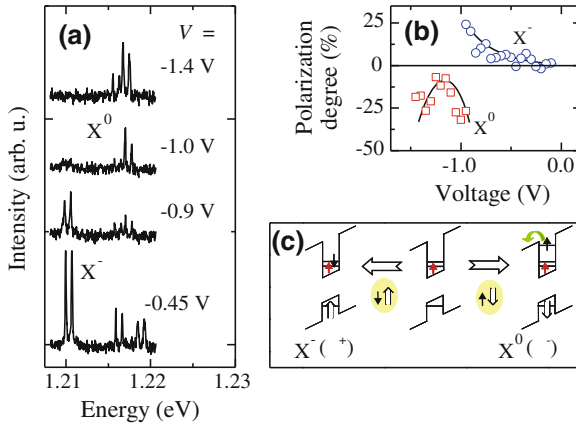 (a)
V =
-1.4 V
X0
-1.0 V
-0.9 V
X-
-0.45 V
Intensity (arb. u.)
1.21
1.22
1.23
Energy (eV)
(b)
25
0
-25
-50
X-
X0
Polarization
degree (%)
-1.0
0.0
Voltage (V)
(c)
X-( +)
X0( -)